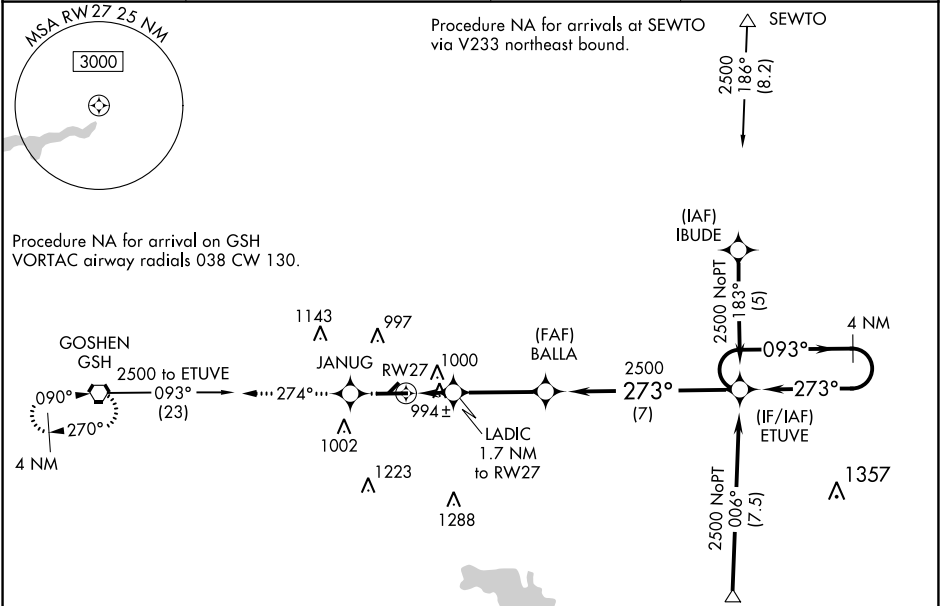 MSA RW27 25 NM
3000
Procedure NA for arrivals at SEWTO
via V233 northeast bound.
SEWTO
2500
186°
(8.2)
Procedure NA for arrival on GSH
VORTAC airway radials 038 CW 130.
(IAF)
IBUDE
2500 NoPT
183°
(5)
4 NM
093°
273°
(IF/IAF)
ETUVE
GOSHEN
GSH
2500 to ETUVE
093°
(23)
090°
270°
4 NM
274°
1143
997
JANUG
RW27
1000
994 ±
1002
1223
1288
LADIC
1.7 NM
to RW27
(FAF)
BALLA
2500
273°
(7)
2500 NoPT
006°
(7.5)
1357